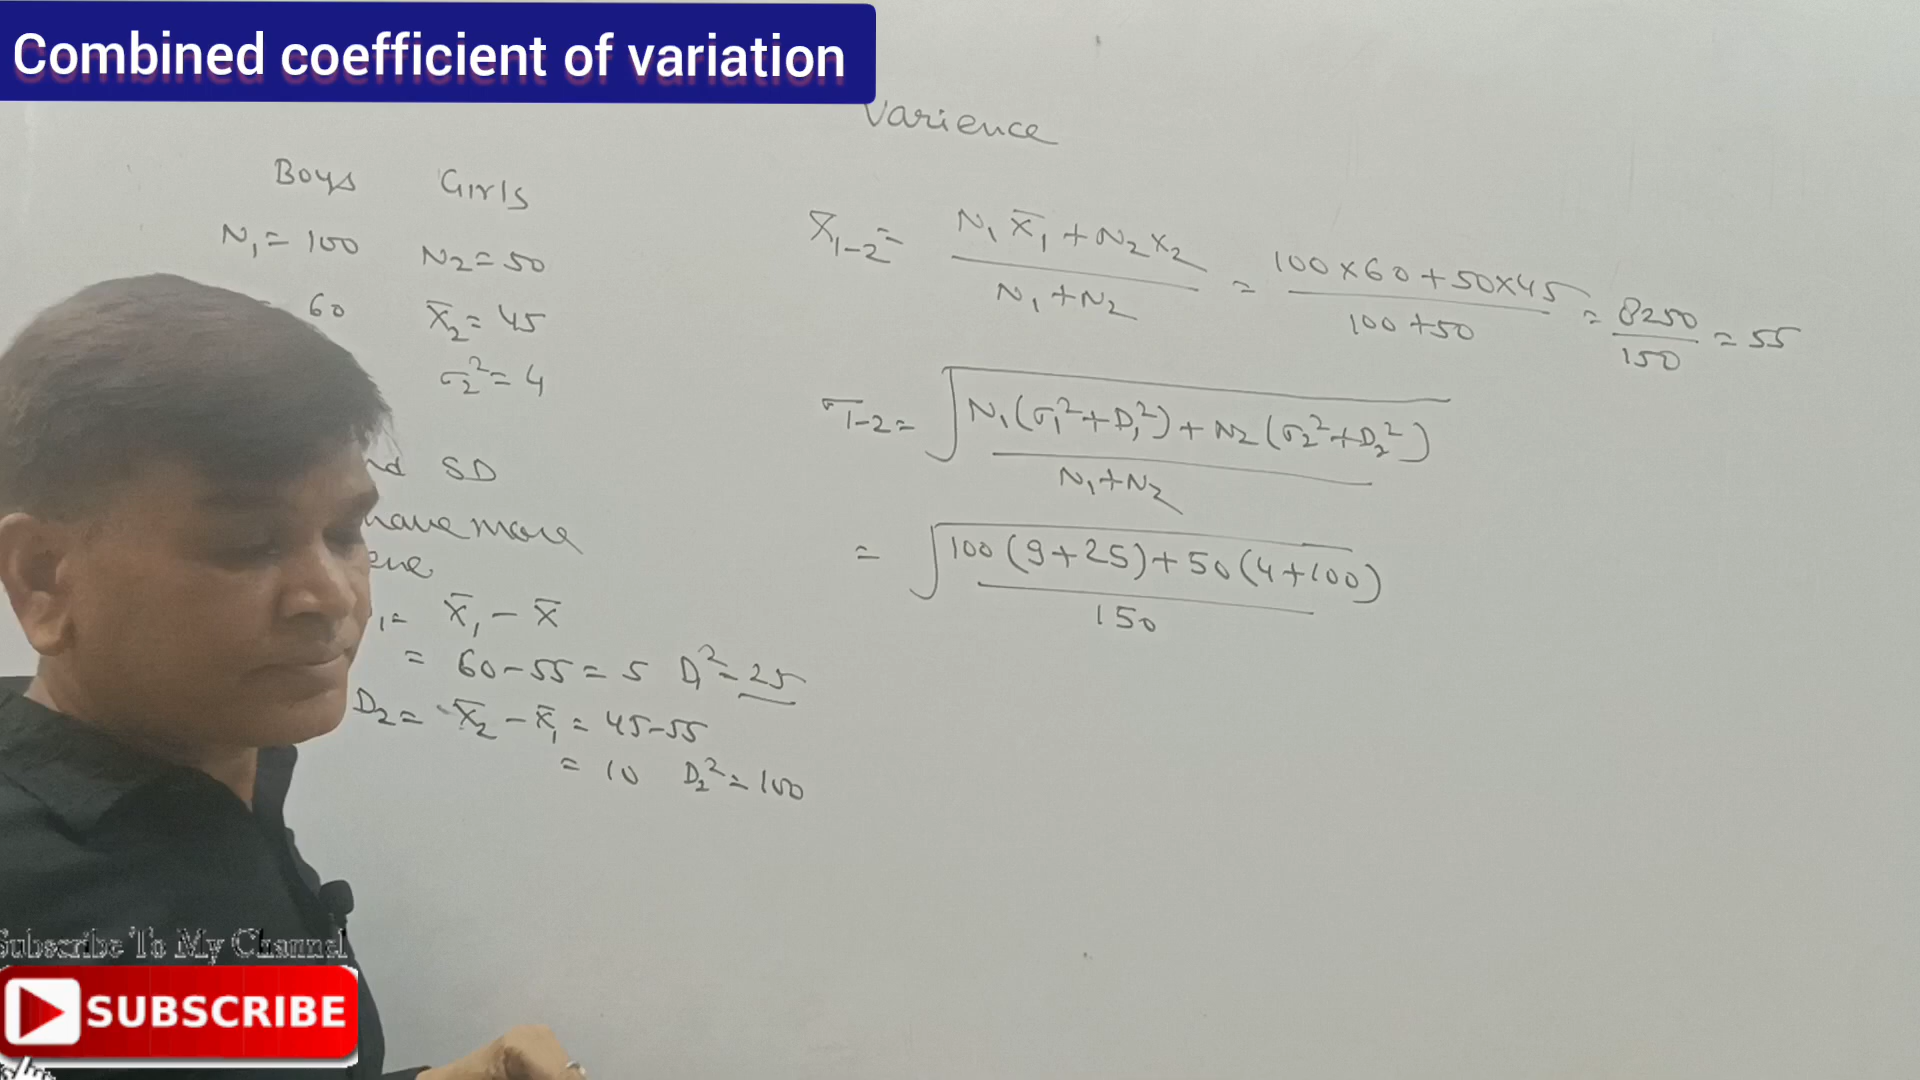 Combined coefficient of variation
Varience
Boys Girls
N₁ = 100 N₂ = 50
60 X̄₂ = 45
σ₂² = 4
SD
have more
X̄₁ - X̄
= 60-55 = 5 D₁² = 25
D₂ = X̄₂ - X̄₁ = 45-55
= 10 D₂² = 100
X̄₁₋₂ = N₁X̄₁ + N₂X₂ / N₁+N₂ = 100×60+50×45 / 100+50 = 8250 / 150 = 55
σ₁₋₂ = √ N₁(σ₁²+D₁²)+N₂(σ₂²+D₂²) / N₁+N₂
= √ 100(9+25)+50(4+100) / 150
Subscribe To My Channel
SUBSCRIBE